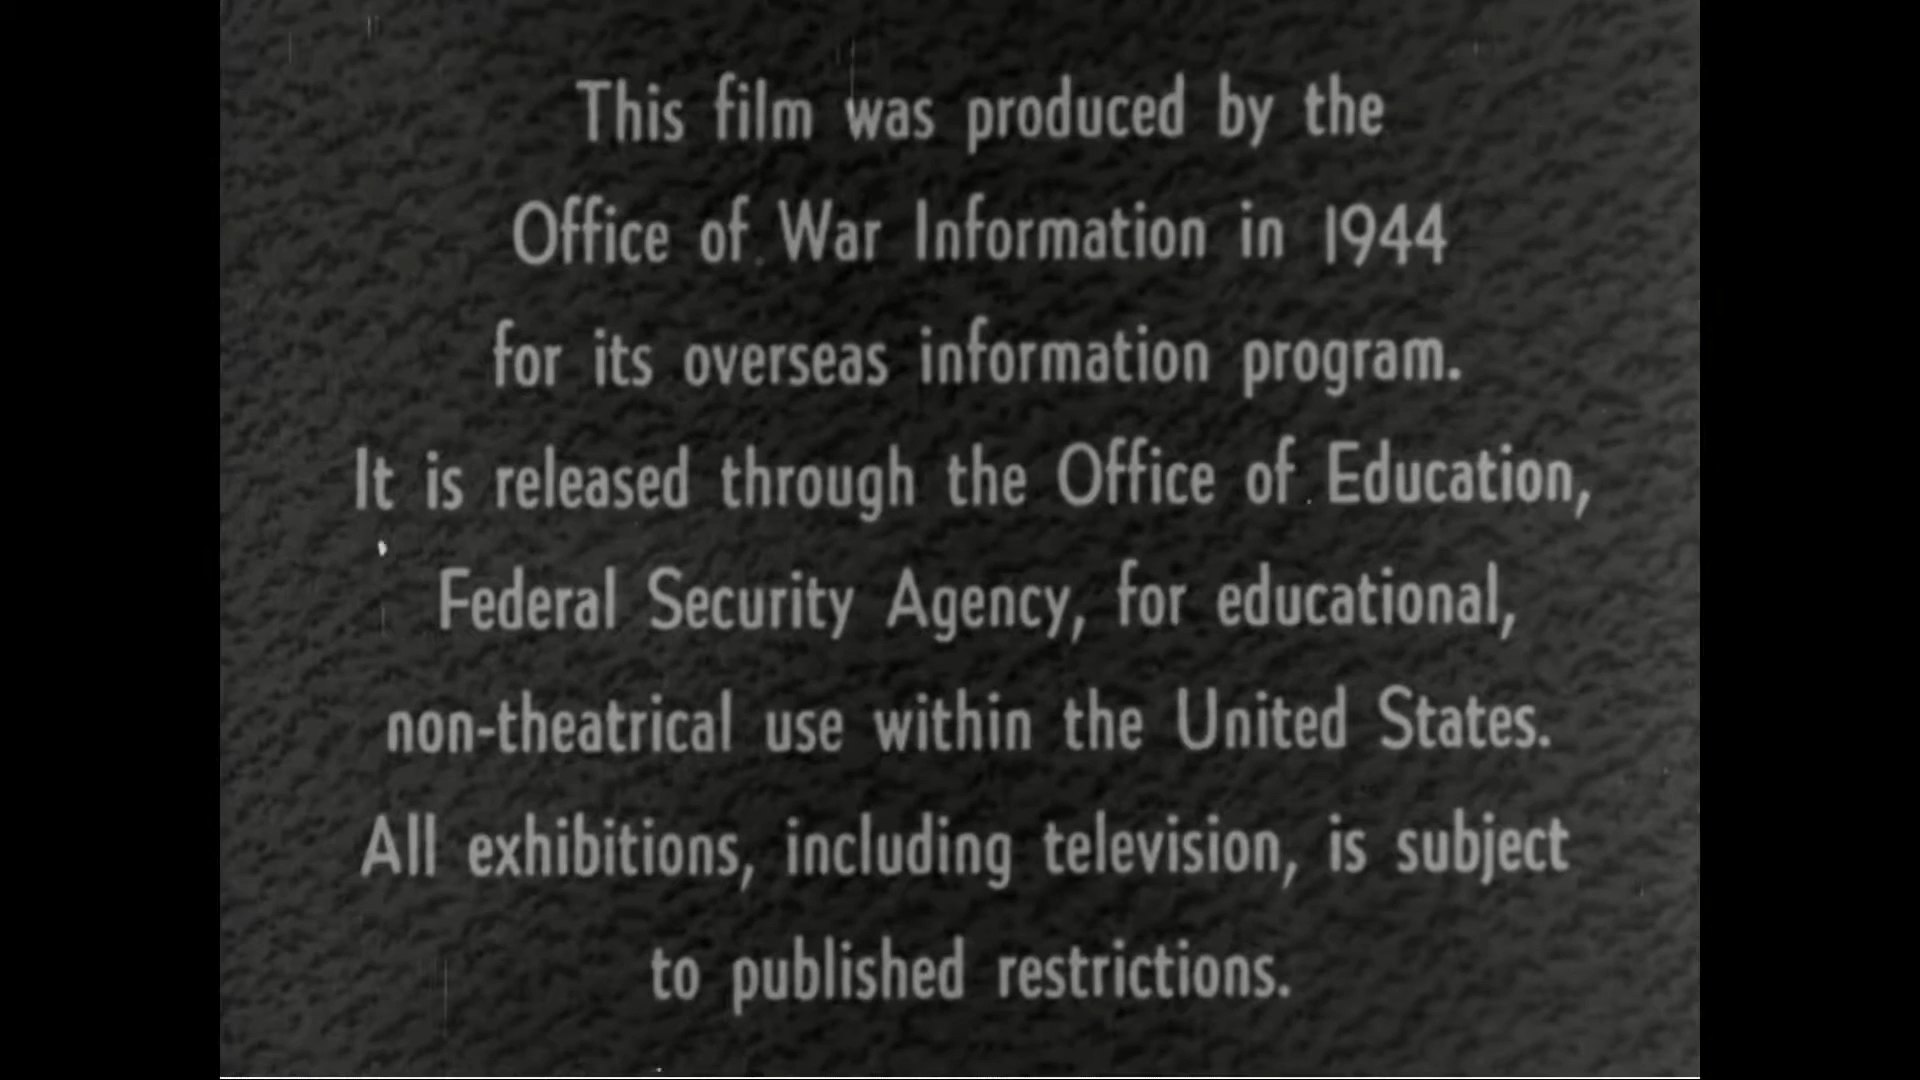 This film was produced by the
Office of War Information in 1944
for its overseas information program.
It is released through the Office of Education,
Federal Security Agency, for educational,
non-theatrical use within the United States.
All exhibitions, including television, is subject
to published restrictions.